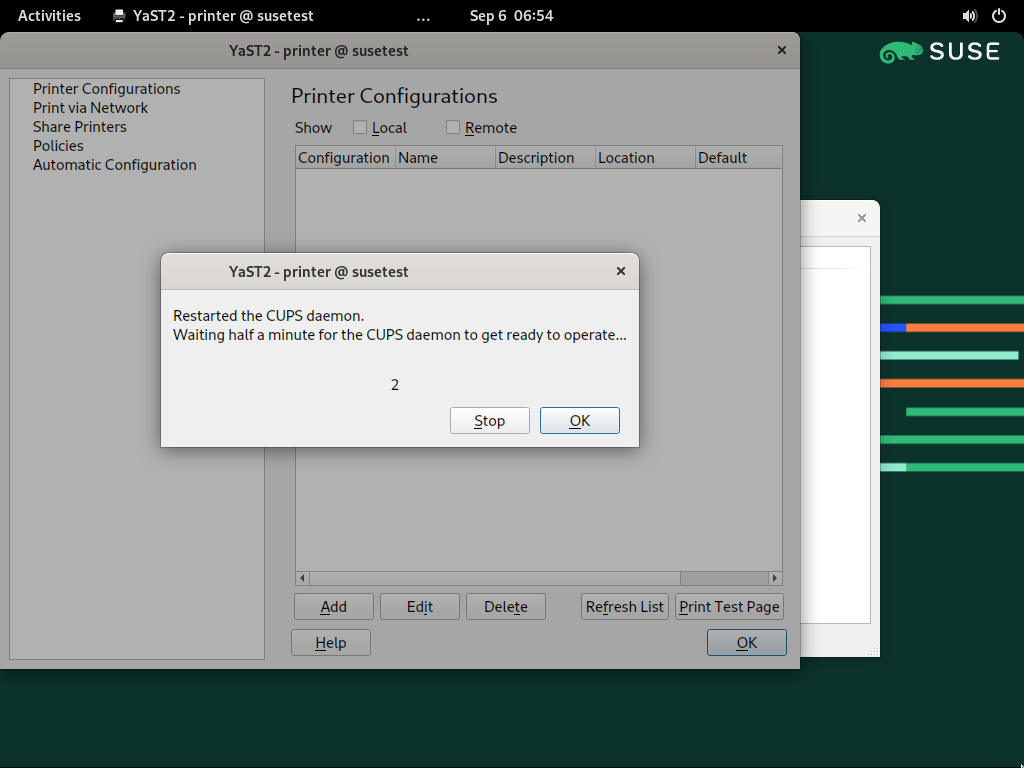 Activities YaST2 - printer @ susetest ... Sep 6 06:54
YaST2 - printer @ susetest
SUSE
Printer Configurations
Print via Network
Share Printers
Policies
Automatic Configuration
Printer Configurations
Show Local Remote
Configuration Name Description Location Default
YaST2 - printer @ susetest
Restarted the CUPS daemon.
Waiting half a minute for the CUPS daemon to get ready to operate...
2
Stop OK
Add Edit Delete Refresh List Print Test Page
Help OK